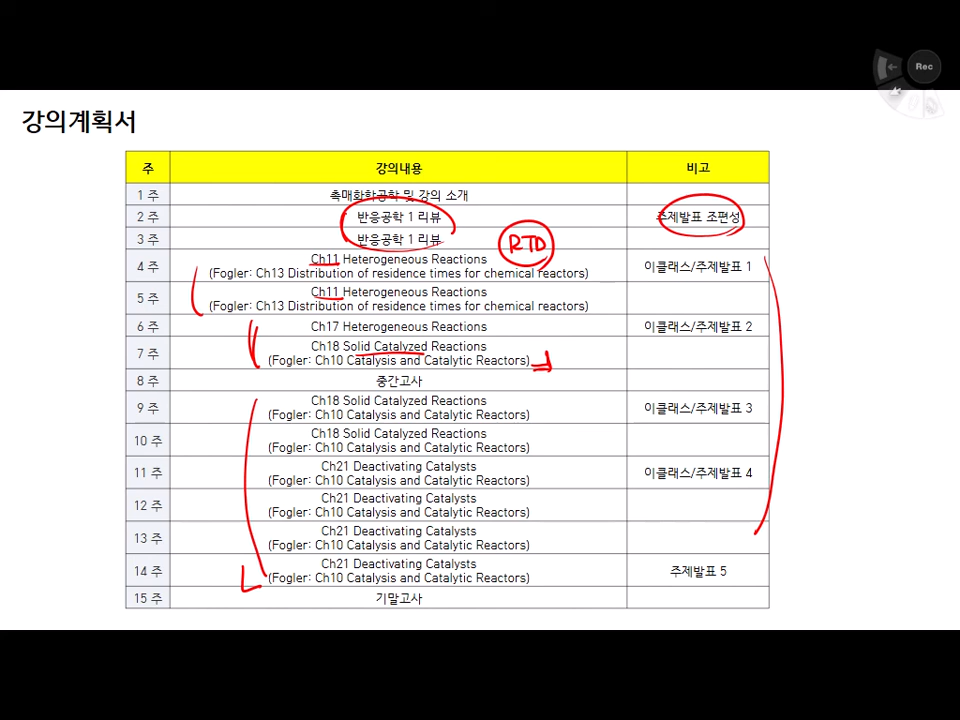 Rec
강의계획서
주 강의내용 비고
1 주 촉매화학공학 및 강의 소개
2 주 반응공학 1 리뷰 주제발표 조편성
3 주 반응공학 1 리뷰
RTD
4 주 Ch11 Heterogeneous Reactions 이클래스/주제발표 1
(Fogler: Ch13 Distribution of residence times for chemical reactors)
5 주 Ch11 Heterogeneous Reactions
(Fogler: Ch13 Distribution of residence times for chemical reactors)
6 주 Ch17 Heterogeneous Reactions 이클래스/주제발표 2
7 주 Ch18 Solid Catalyzed Reactions
(Fogler: Ch10 Catalysis and Catalytic Reactors)
8 주 중간고사
9 주 Ch18 Solid Catalyzed Reactions 이클래스/주제발표 3
(Fogler: Ch10 Catalysis and Catalytic Reactors)
10 주 Ch18 Solid Catalyzed Reactions
(Fogler: Ch10 Catalysis and Catalytic Reactors)
11 주 Ch21 Deactivating Catalysts 이클래스/주제발표 4
(Fogler: Ch10 Catalysis and Catalytic Reactors)
12 주 Ch21 Deactivating Catalysts
(Fogler: Ch10 Catalysis and Catalytic Reactors)
13 주 Ch21 Deactivating Catalysts
(Fogler: Ch10 Catalysis and Catalytic Reactors)
14 주 Ch21 Deactivating Catalysts 주제발표 5
(Fogler: Ch10 Catalysis and Catalytic Reactors)
15 주 기말고사